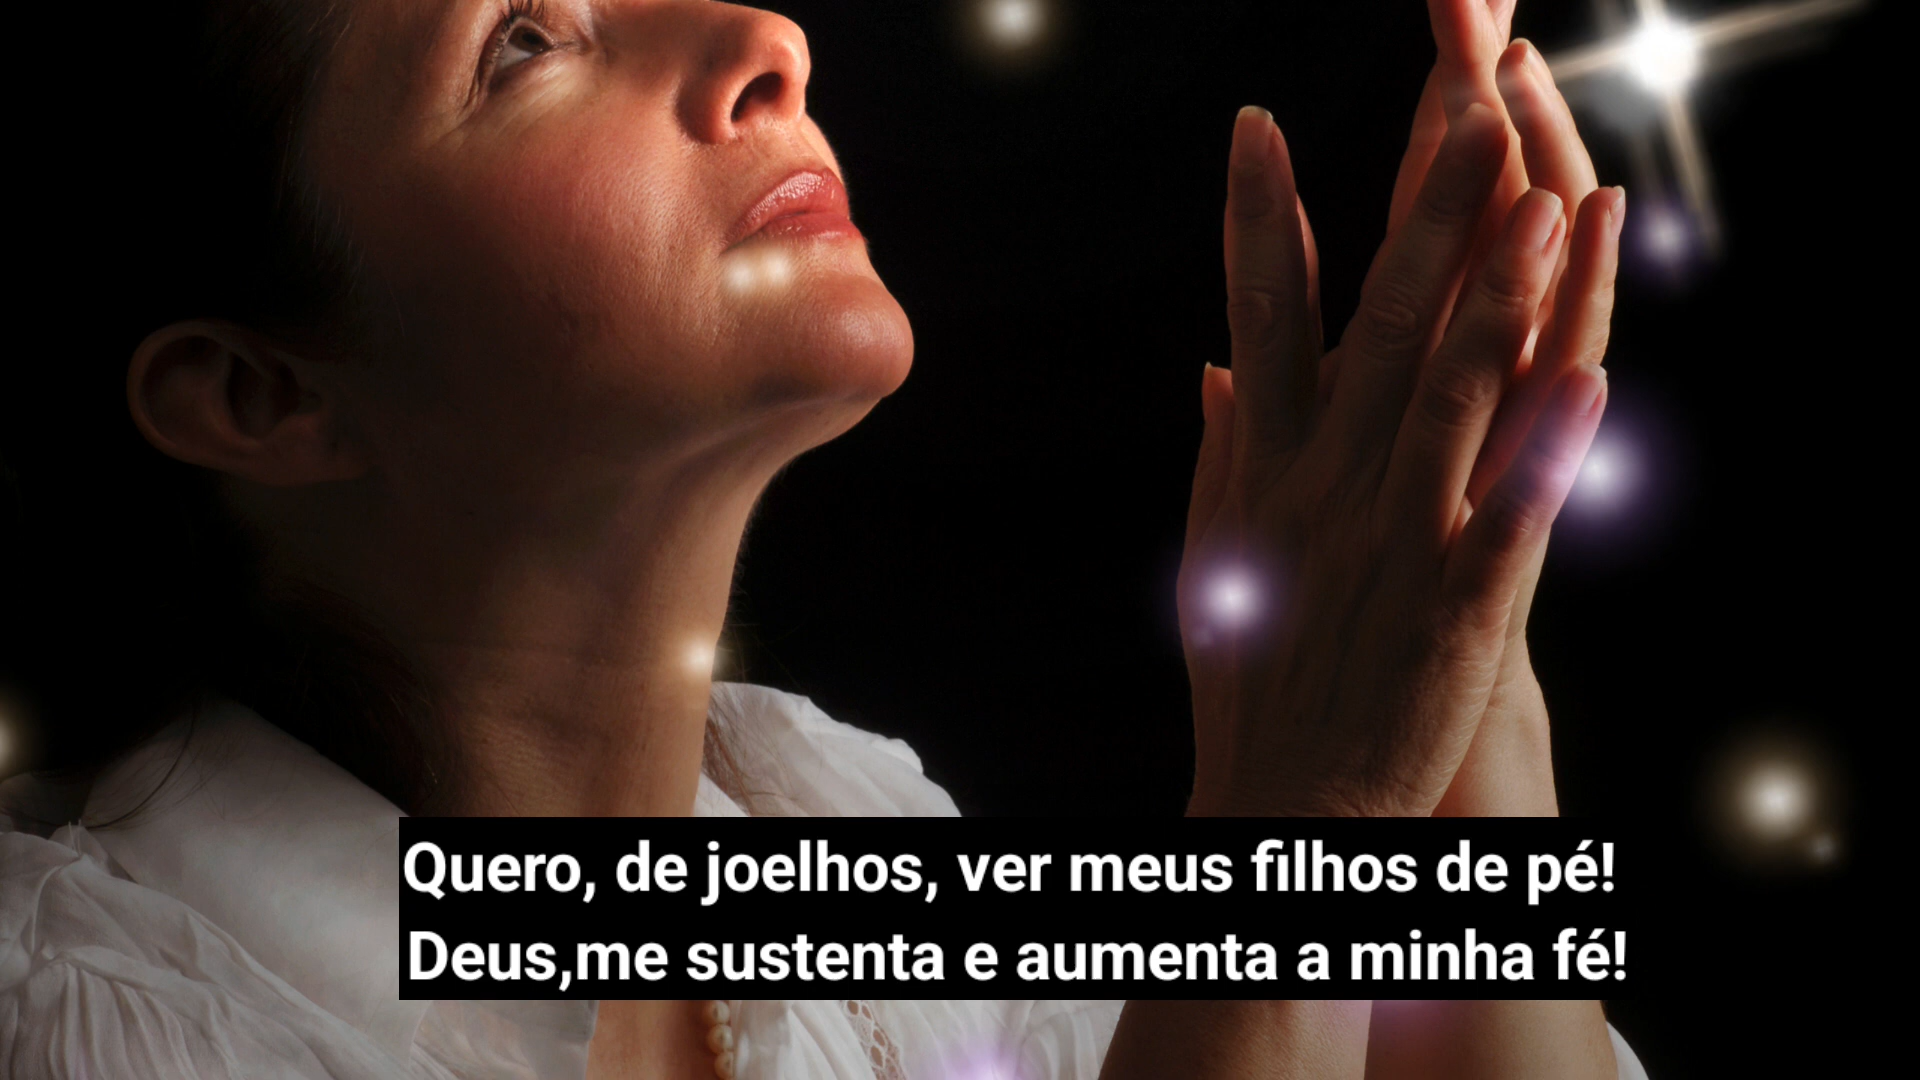 Quero, de joelhos, ver meus filhos de pé!
Deus,me sustenta e aumenta a minha fé!